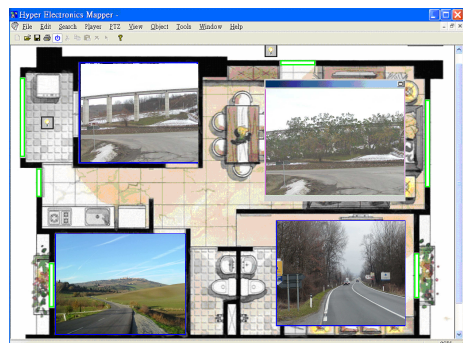 Hyper Electronics Mapper -
File Edit Search Player PTZ View Object Tools Window Help